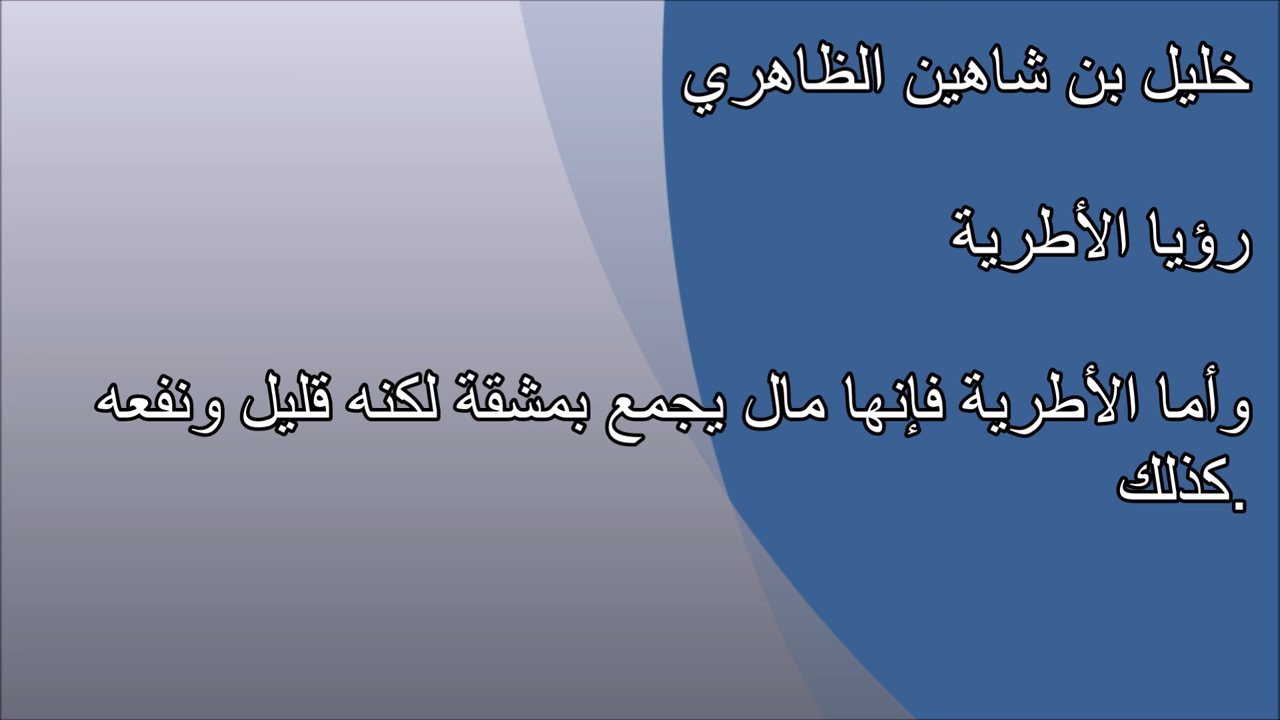 خليل بن شاهين الظاهري
رؤيا الأطرية
وأما الأطرية فإنها مال يجمع بمشقة لكنه قليل ونفعه
كذلك.